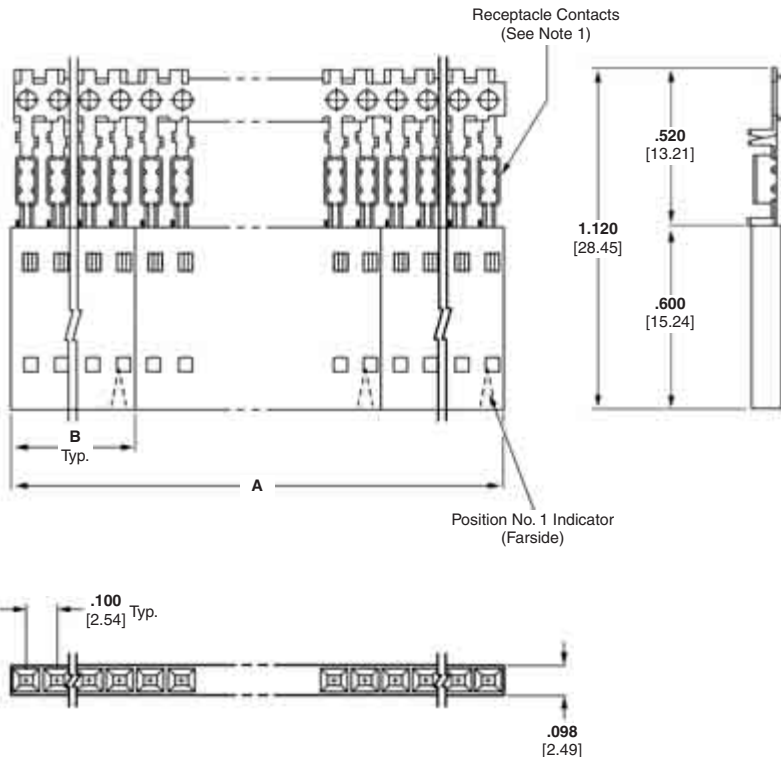 Receptacle Contacts
(See Note 1)
.520
[13.21]
1.120
[28.45]
.600
[15.24]
B
Typ.
A
Position No. 1 Indicator
(Farside)
.100
[2.54] Typ.
.098
[2.49]